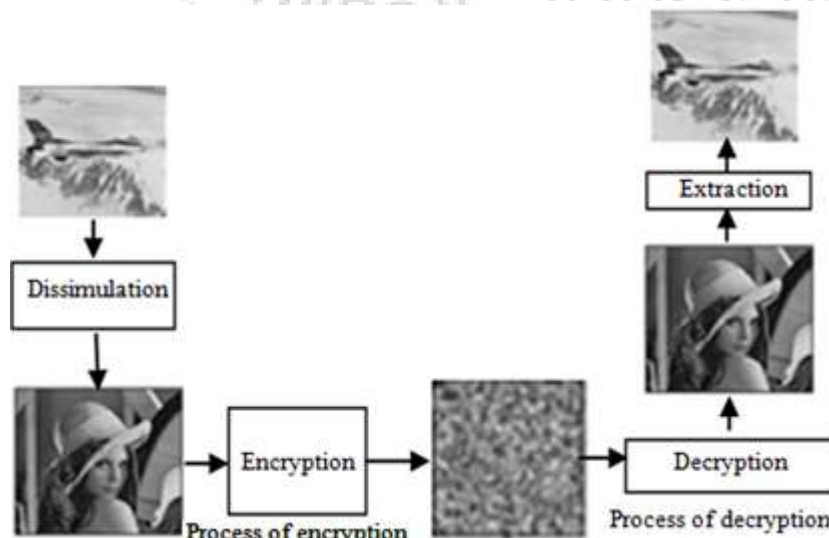 Extraction
Dissimulation
Encryption
Decryption
Process of encryption
Process of decryption